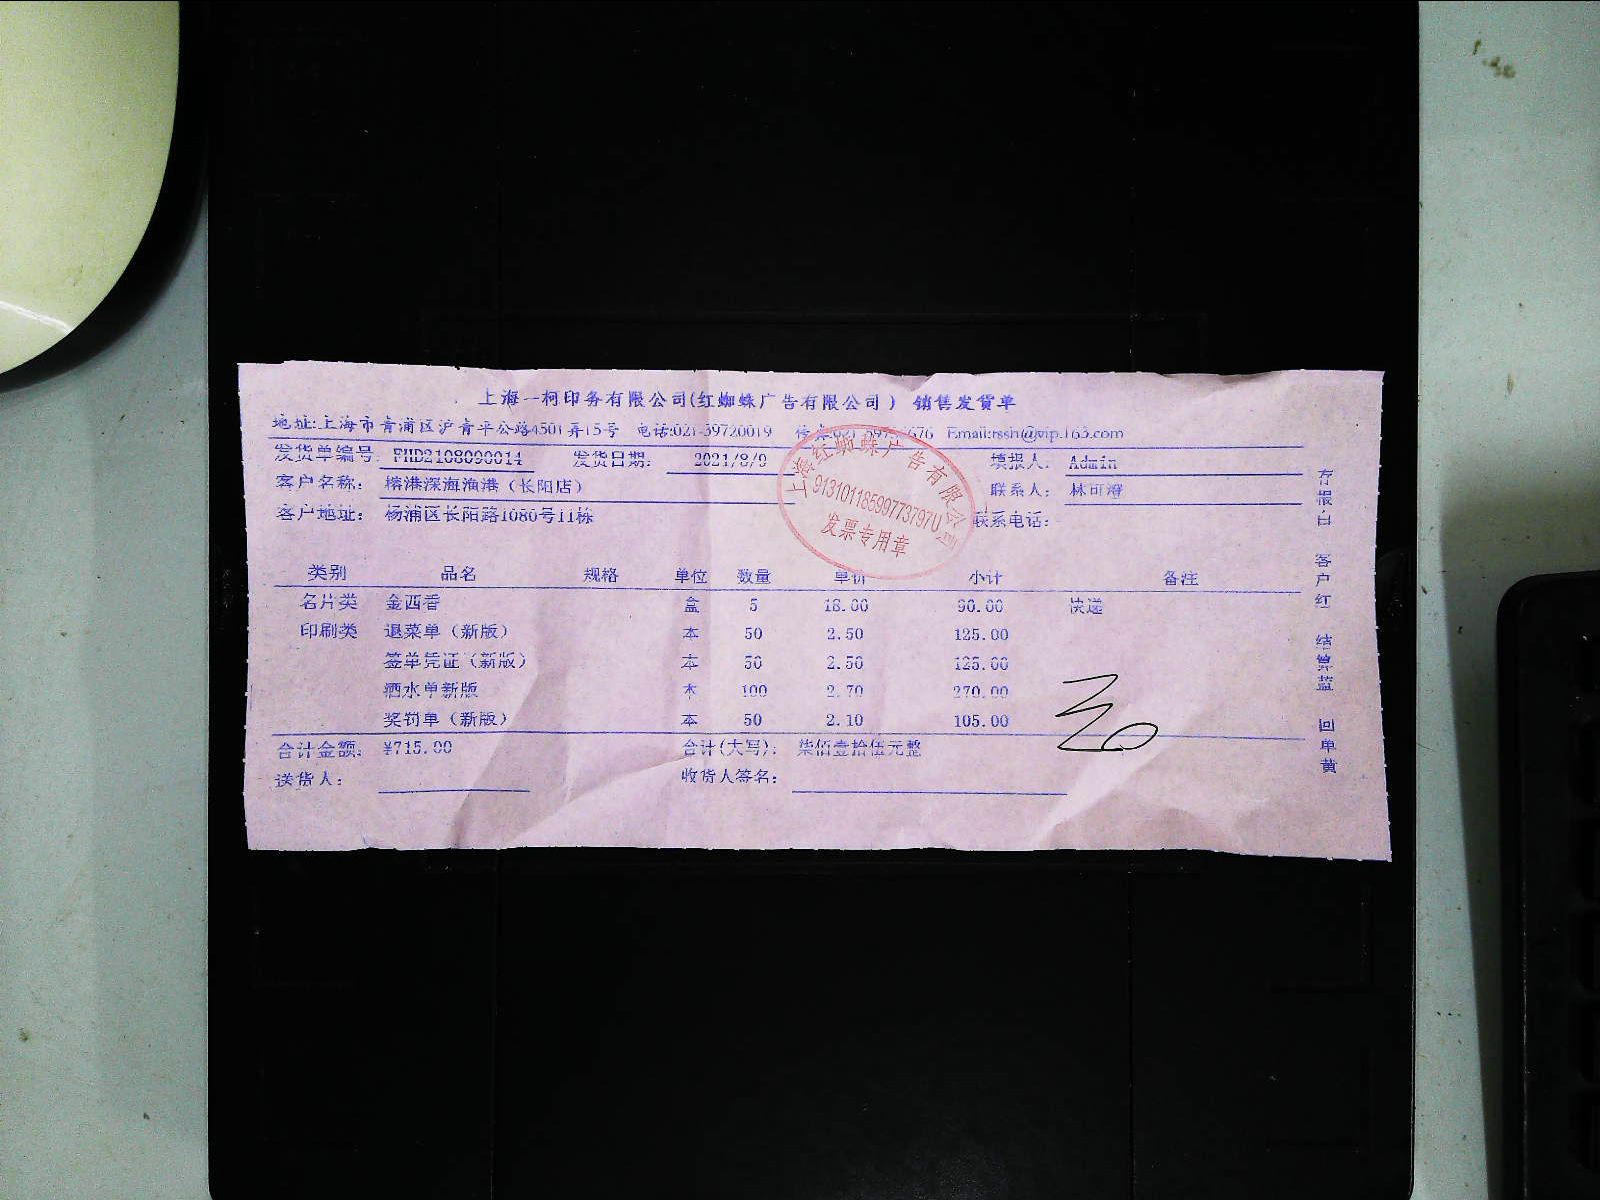 上海一柯印务有限公司(红蜘蛛广告有限公司) 销售发货单
地址:上海市青浦区沪青平公路4501弄15号 电话:021-59720019 Email:rssh@vip.163.com
发货单编号: FHD2108090014 发货日期: 2021/8/9 填报人: Admin
客户名称: 榕港深海渔港（长阳店） 联系人: 林可澄
客户地址: 杨浦区长阳路1080号11栋 联系电话:
上海红蜘蛛广告有限公司
91310118599773797U
发票专用章
类别 品名 规格 单位 数量 单价 小计 备注
名片类 金西香 盒 5 18.00 90.00 快递
印刷类 退菜单（新版） 本 50 2.50 125.00
签单凭证（新版） 本 50 2.50 125.00
酒水单新版 本 100 2.70 270.00
奖罚单（新版） 本 50 2.10 105.00
合计金额: ¥715.00 合计(大写): 柒佰壹拾伍元整
送货人: 收货人签名:
存根白 客户红 结算蓝 回单黄